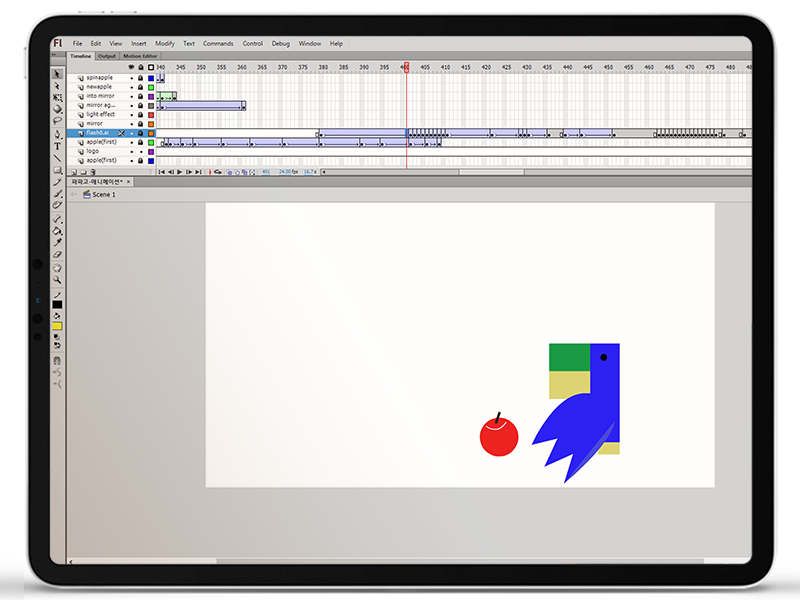 Fl File Edit View Insert Modify Text Commands Control Debug Window Help
Timeline Output Motion Editor
340 345 350 355 360 365 370 375 380 385 390 395 400 405 410 415 420 425 430 435 440 445 450 455 460 465 470 475 480
spinapple
newapple
into mirror
mirror ag...
light effect
mirror
flash0.ai
apple(first)
logo
apple(first)
401 24.00 fps 16.7 s
파파고-애니메이션* ×
Scene 1
T